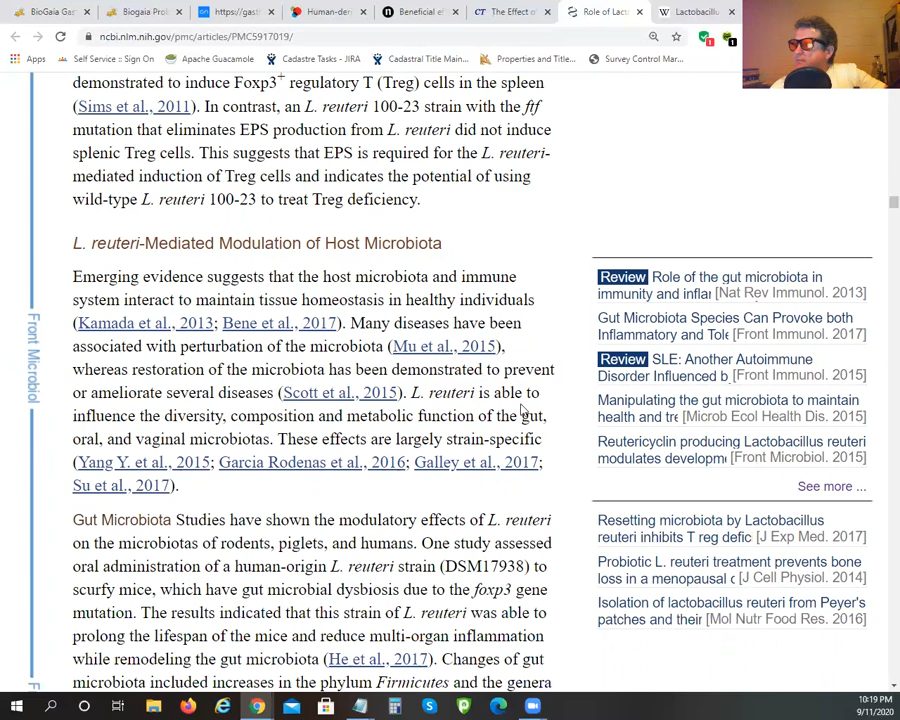 BioGaia Gast
Biogaia Prob
https://gast
Human-der
Beneficial ef
CT The Effect o
Role of Lact
W Lactobacillu
ncbi.nlm.nih.gov/pmc/articles/PMC5917019/
Apps
Self Service :: Sign On
Apache Guacamole
Cadastre Tasks - JIRA
Cadastral Title Main...
Properties and Title...
Survey Control Mar...
demonstrated to induce Foxp3+ regulatory T (Treg) cells in the spleen
(Sims et al., 2011). In contrast, an L. reuteri 100-23 strain with the ftf
mutation that eliminates EPS production from L. reuteri did not induce
splenic Treg cells. This suggests that EPS is required for the L. reuteri-
mediated induction of Treg cells and indicates the potential of using
wild-type L. reuteri 100-23 to treat Treg deficiency.
L. reuteri-Mediated Modulation of Host Microbiota
Emerging evidence suggests that the host microbiota and immune
system interact to maintain tissue homeostasis in healthy individuals
(Kamada et al., 2013; Bene et al., 2017). Many diseases have been
associated with perturbation of the microbiota (Mu et al., 2015),
whereas restoration of the microbiota has been demonstrated to prevent
or ameliorate several diseases (Scott et al., 2015). L. reuteri is able to
influence the diversity, composition and metabolic function of the gut,
oral, and vaginal microbiotas. These effects are largely strain-specific
(Yang Y. et al., 2015; Garcia Rodenas et al., 2016; Galley et al., 2017;
Su et al., 2017).
Gut Microbiota Studies have shown the modulatory effects of L. reuteri
on the microbiotas of rodents, piglets, and humans. One study assessed
oral administration of a human-origin L. reuteri strain (DSM17938) to
scurfy mice, which have gut microbial dysbiosis due to the foxp3 gene
mutation. The results indicated that this strain of L. reuteri was able to
prolong the lifespan of the mice and reduce multi-organ inflammation
while remodeling the gut microbiota (He et al., 2017). Changes of gut
microbiota included increases in the phylum Firmicutes and the genera
Front Microbiol
F
Review Role of the gut microbiota in
immunity and inflar [Nat Rev Immunol. 2013]
Gut Microbiota Species Can Provoke both
Inflammatory and Tole [Front Immunol. 2017]
Review SLE: Another Autoimmune
Disorder Influenced b [Front Immunol. 2015]
Manipulating the gut microbiota to maintain
health and tre [Microb Ecol Health Dis. 2015]
Reutericyclin producing Lactobacillus reuteri
modulates developm [Front Microbiol. 2015]
See more ...
Resetting microbiota by Lactobacillus
reuteri inhibits T reg defic [J Exp Med. 2017]
Probiotic L. reuteri treatment prevents bone
loss in a menopausal [J Cell Physiol. 2014]
Isolation of lactobacillus reuteri from Peyer's
patches and their [Mol Nutr Food Res. 2016]
10:19 PM
9/11/2020